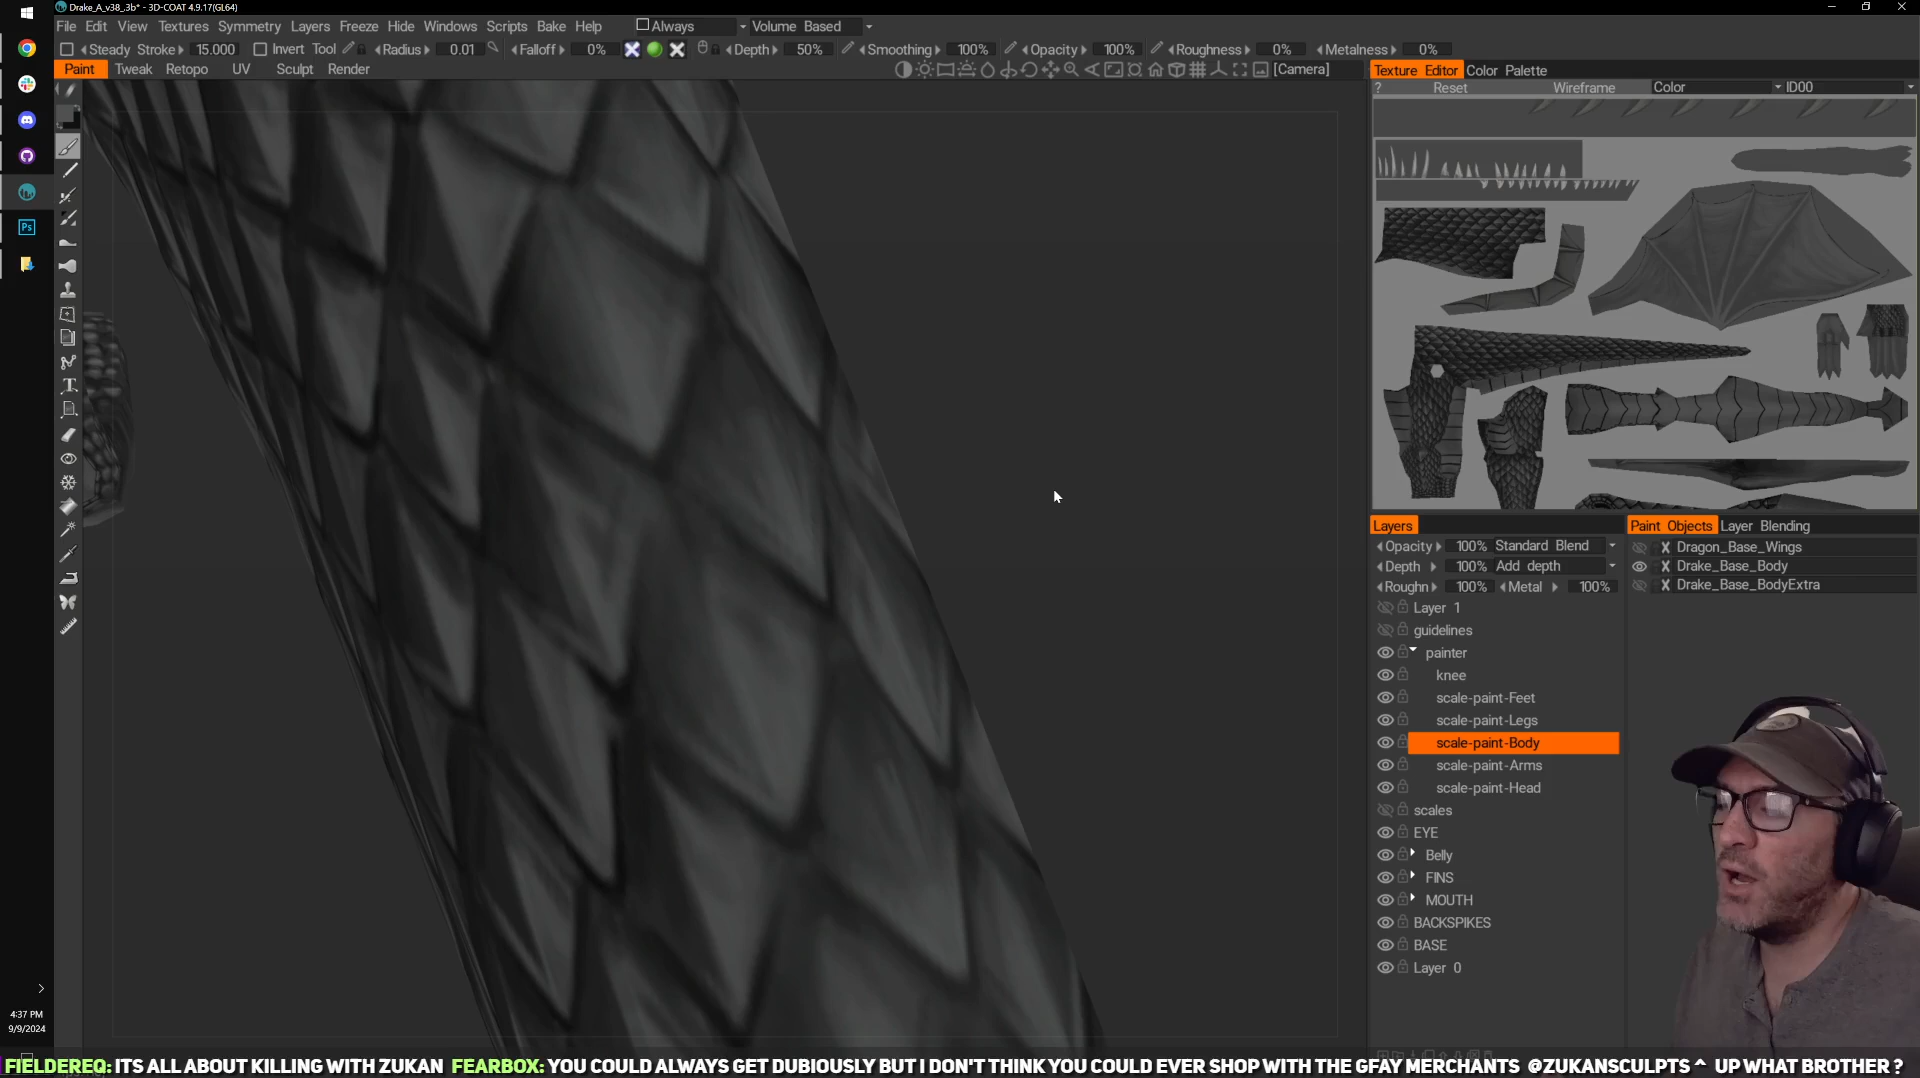 Drake_A_v38_.3b* - 3D-COAT 4.9.17(GL64)
File Edit View Textures Symmetry Layers Freeze Hide Windows Scripts Bake Help Always Volume Based
Steady Stroke 15.000 Invert Tool Radius 0.01 Falloff 0% Depth 50% Smoothing 100% Opacity 100% Roughness 0% Metalness 0%
Paint Tweak Retopo UV Sculpt Render [Camera]
Texture Editor Color Palette
? Reset Wireframe Color ID00
Ps
Layers
Opacity 100% Standard Blend
Depth 100% Add depth
Roughn 100% Metal 100%
Layer 1
guidelines
painter
knee
scale-paint-Feet
scale-paint-Legs
scale-paint-Body
scale-paint-Arms
scale-paint-Head
scales
EYE
Belly
FINS
MOUTH
BACKSPIKES
BASE
Layer 0
Paint Objects Layer Blending
Dragon_Base_Wings
Drake_Base_Body
Drake_Base_BodyExtra
4:37 PM
9/9/2024
FIELDEREQ: ITS ALL ABOUT KILLING WITH ZUKAN FEARBOX: YOU COULD ALWAYS GET DUBIOUSLY BUT I DON'T THINK YOU COULD EVER SHOP WITH THE GFAY MERCHANTS @ZUKANSCULPTS ^ UP WHAT BROTHER ?